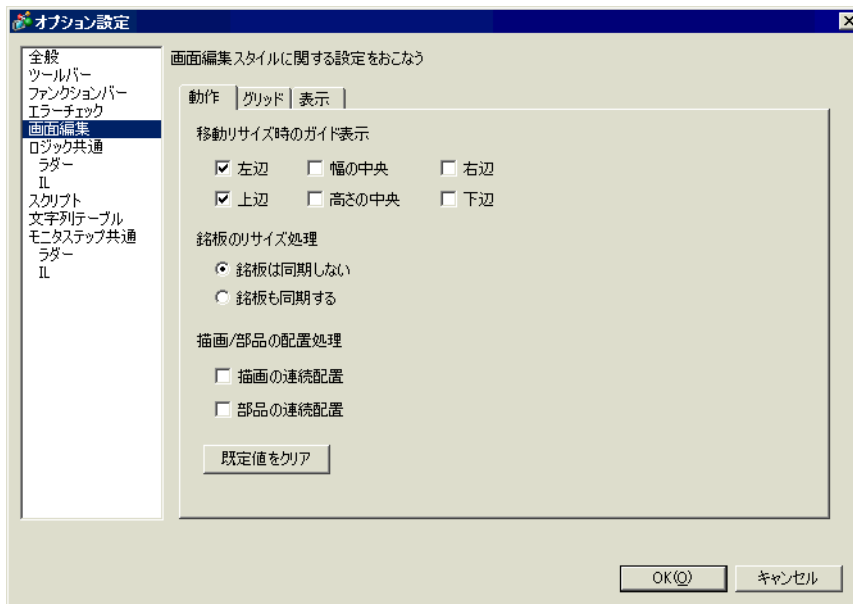 オプション設定
全般
ツールバー
ファンクションバー
エラーチェック
画面編集
ロジック共通
ラダー
IL
スクリプト
文字列テーブル
モニタステップ共通
ラダー
IL
画面編集スタイルに関する設定をおこなう
動作 グリッド 表示
移動リサイズ時のガイド表示
左辺 幅の中央 右辺
上辺 高さの中央 下辺
銘板のリサイズ処理
銘板は同期しない
銘板も同期する
描画/部品の配置処理
描画の連続配置
部品の連続配置
既定値をクリア
OK(O) キャンセル